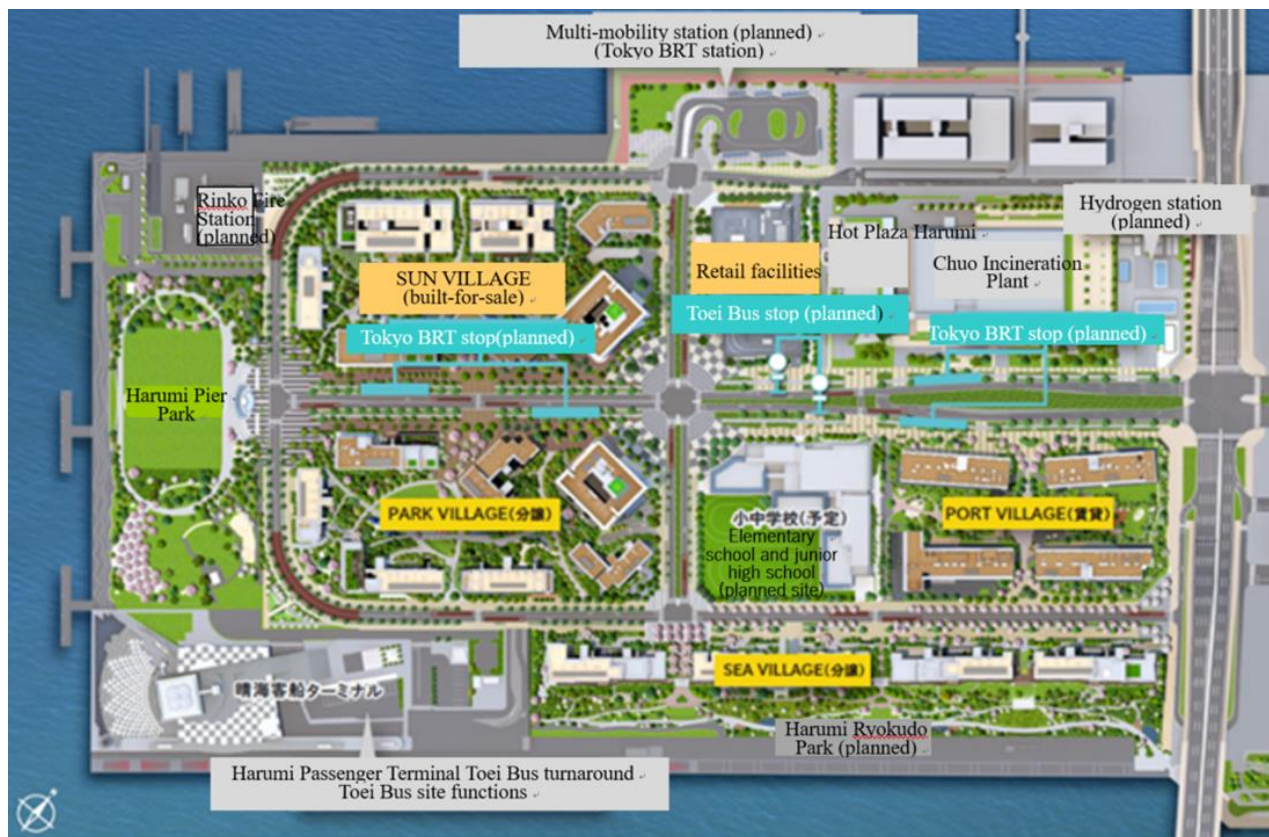 Multi-mobility station (planned)
(Tokyo BRT station)
Rinko Fire
Station
(planned)
Hydrogen station
(planned)
Hot Plaza Harumi
SUN VILLAGE
(built-for-sale)
Retail facilities
Chuo Incineration
Plant
Toei Bus stop (planned)
Tokyo BRT stop(planned)
Tokyo BRT stop (planned)
Harumi Pier
Park
PARK VILLAGE(分譲)
小中学校(予定)
Elementary
school and junior
high school
(planned site)
PORT VILLAGE(賃貸)
SEA VILLAGE(分譲)
晴海客船ターミナル
Harumi Ryokudo
Park (planned)
Harumi Passenger Terminal Toei Bus turnaround
Toei Bus site functions